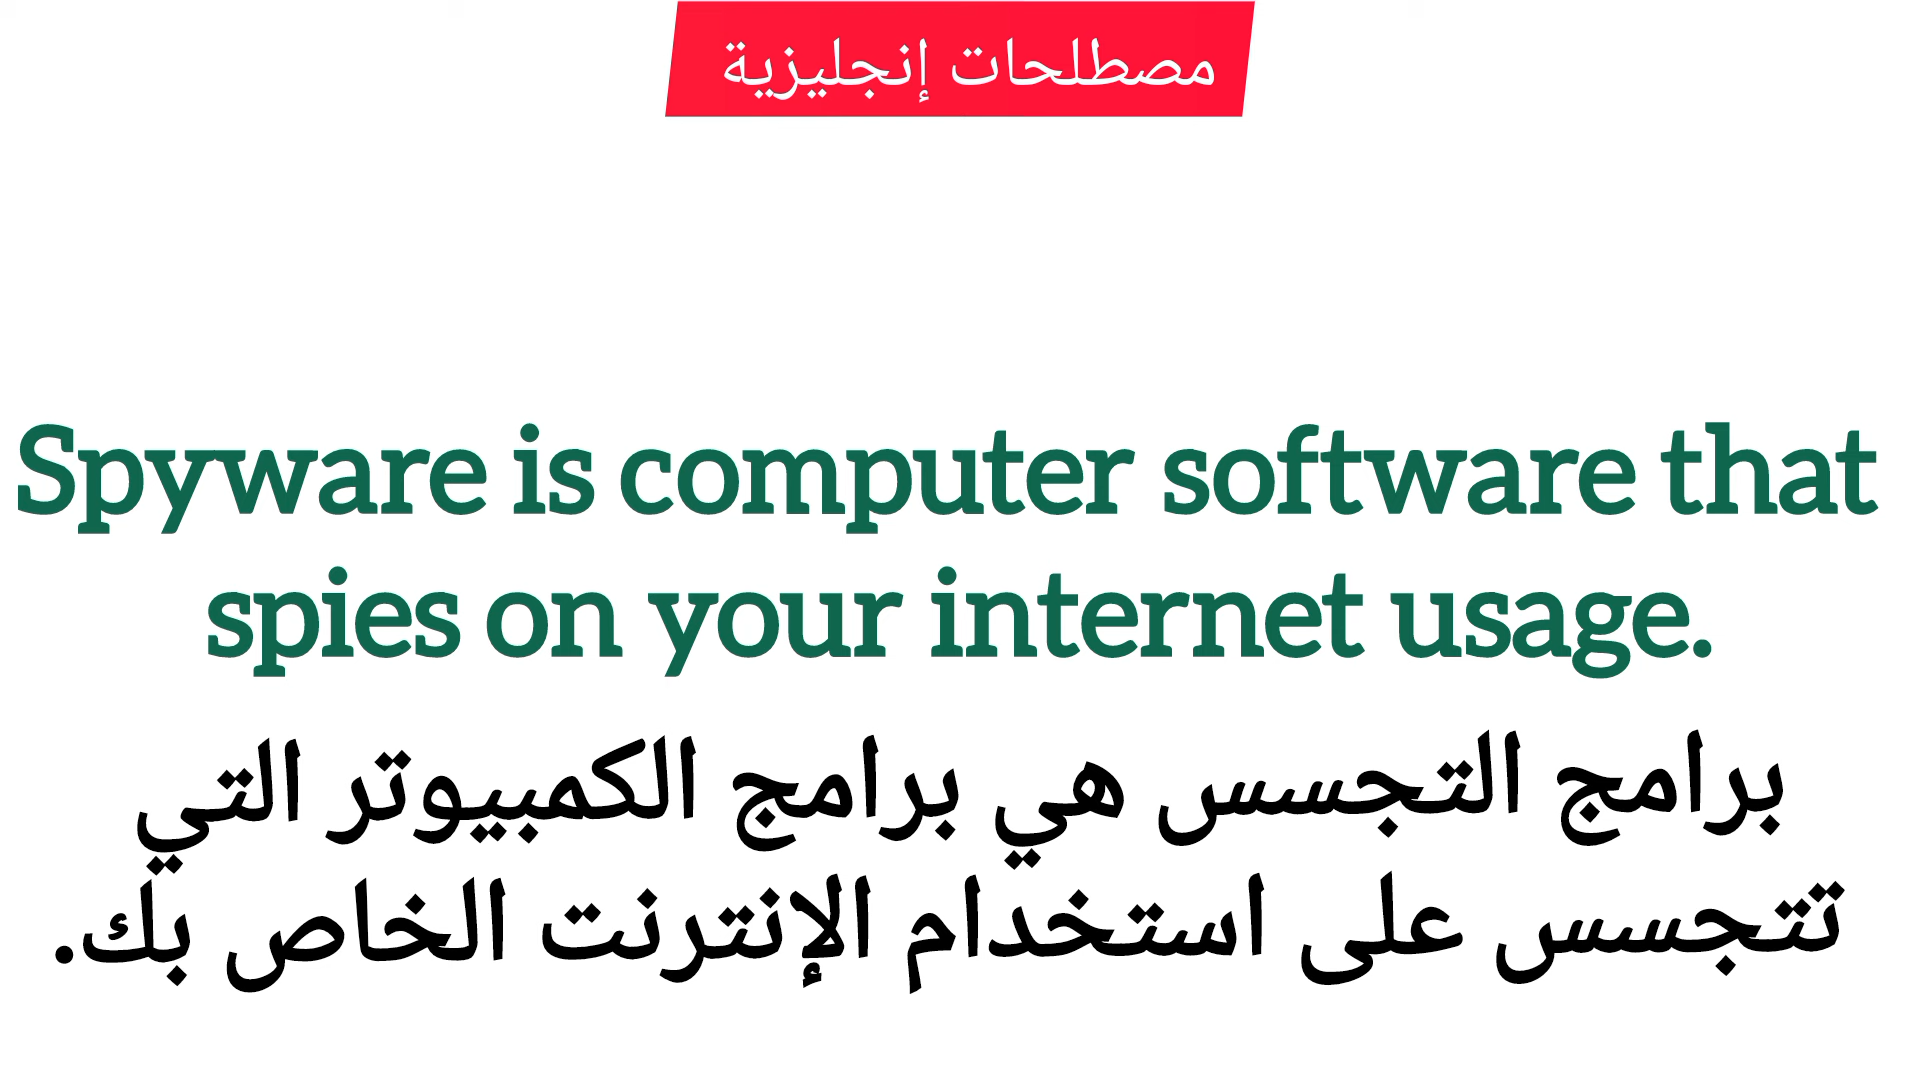 مصطلحات إنجليزية
Spyware is computer software that
spies on your internet usage.
برامج التجسس هي برامج الكمبيوتر التي
تتجسس على استخدام الإنترنت الخاص بك.